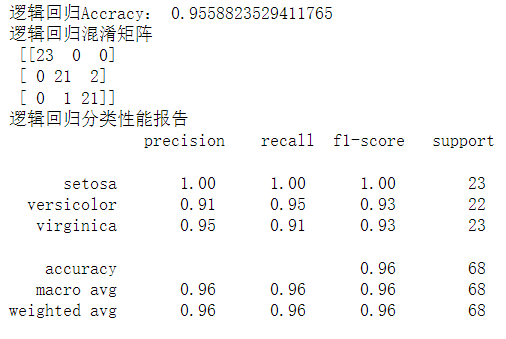 逻辑回归Accracy： 0.9558823529411765
逻辑回归混淆矩阵
[[23 0 0]
[ 0 21 2]
[ 0 1 21]]
逻辑回归分类性能报告
precision recall f1-score support
setosa 1.00 1.00 1.00 23
versicolor 0.91 0.95 0.93 22
virginica 0.95 0.91 0.93 23
accuracy 0.96 68
macro avg 0.96 0.96 0.96 68
weighted avg 0.96 0.96 0.96 68